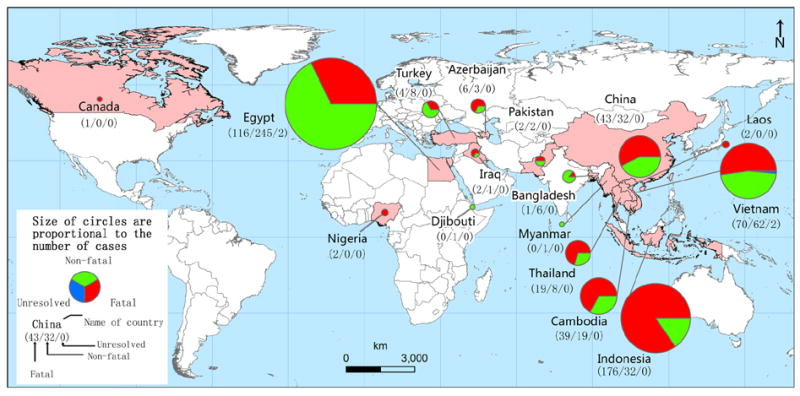 N
Turkey
(4/8/0)
Azerbaijan
(6/3/0)
Canada
(1/0/0)
Egypt
(116/245/2)
Pakistan
(2/2/0)
China
(43/32/0)
Laos
(2/0/0)
Iraq
(2/1/0)
Bangladesh
(1/6/0)
Vietnam
(70/62/2)
Djibouti
(0/1/0)
Myanmar
(0/1/0)
Nigeria
(2/0/0)
Thailand
(19/8/0)
Cambodia
(39/19/0)
Indonesia
(176/32/0)
km
0 3,000
Size of circles are
proportional to the
number of cases
Non-fatal
Unresolved
Fatal
China
Name of country
(43/32/0)
Unresolved
Non-fatal
Fatal